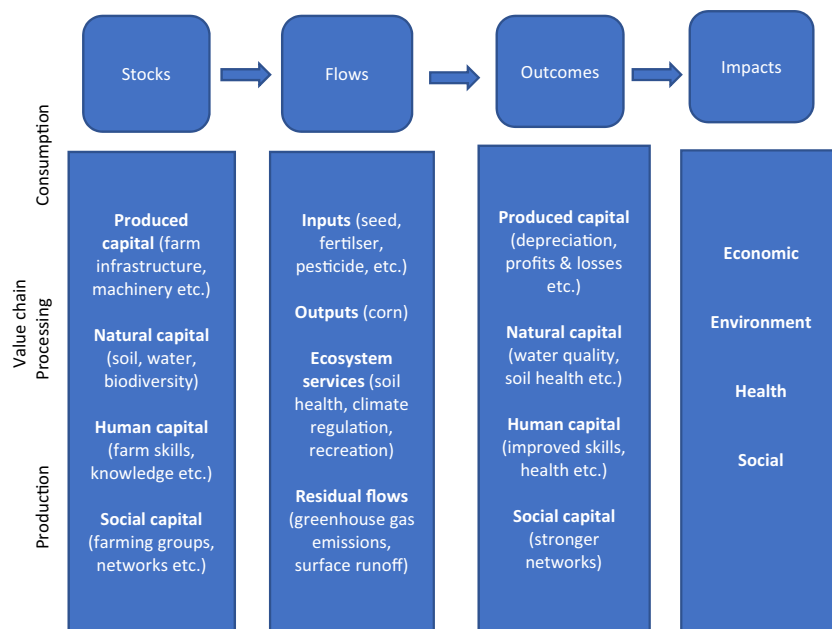 Stocks
Flows
Outcomes
Impacts
Consumption
Value chain
Processing
Production
Produced
capital (farm
infrastructure,
machinery etc.)
Natural capital
(soil, water,
biodiversity)
Human capital
(farm skills,
knowledge etc.)
Social capital
(farming groups,
networks etc.)
Inputs (seed,
fertilser,
pesticide, etc.)
Outputs (corn)
Ecosystem
services (soil
health, climate
regulation,
recreation)
Residual flows
(greenhouse gas
emissions,
surface runoff)
Produced capital
(depreciation,
profits & losses
etc.)
Natural capital
(water quality,
soil health etc.)
Human capital
(improved skills,
health etc.)
Social capital
(stronger
networks)
Economic
Environment
Health
Social